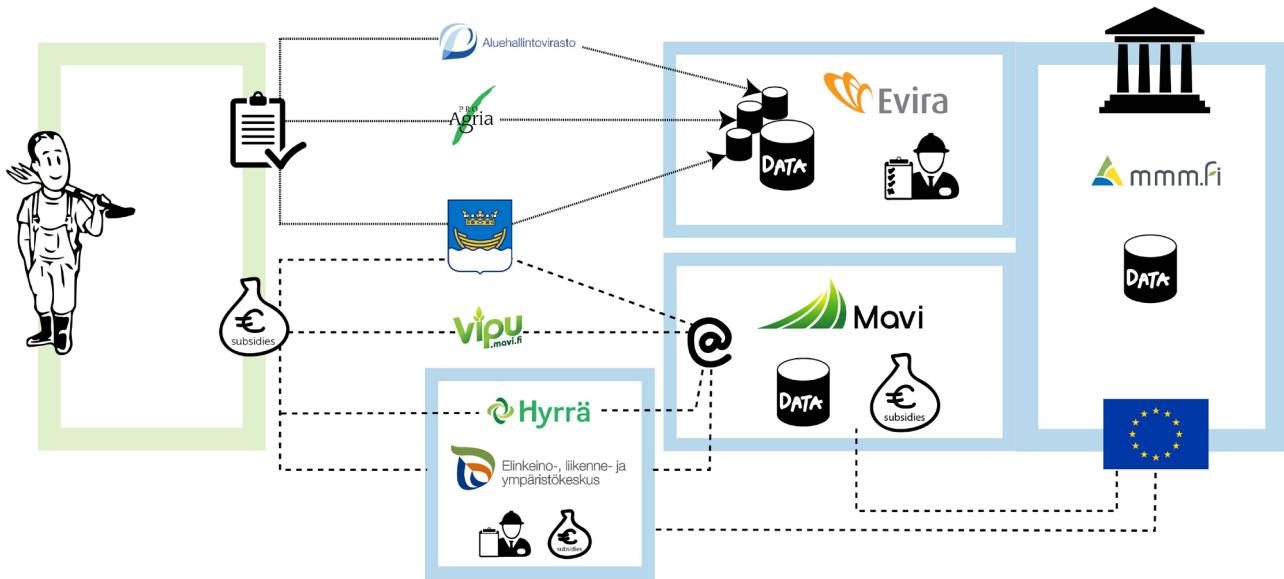 Aluehallintovirasto
PRO
Agria
Evira
DATA
mmm.fi
DATA
€
subsidies
vipu
.mavi.fi
@
Mavi
DATA
€
subsidies
Hyrrä
Elinkeino-, liikenne- ja
ympäristökeskus
€
subsidies